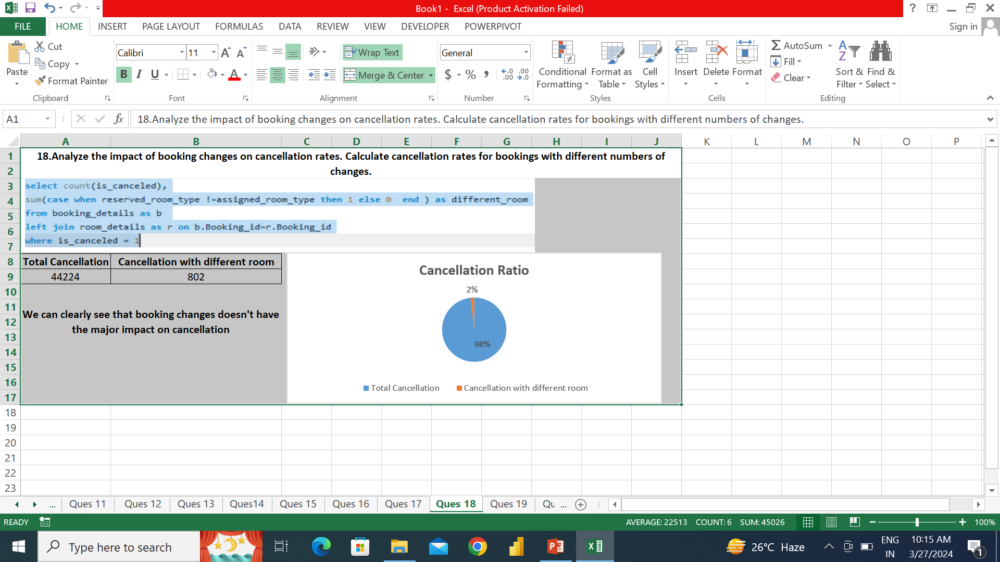 Book1 - Excel (Product Activation Failed)
?
FILE HOME INSERT PAGE LAYOUT FORMULAS DATA REVIEW VIEW DEVELOPER POWERPIVOT Sign in
Paste
Cut
Copy
Format Painter
Clipboard
Calibri 11
B I U
Font
Wrap Text
Merge & Center
Alignment
General
$ % ,
Number
Conditional Formatting
Format as Table
Cell Styles
Styles
Insert Delete Format
Cells
AutoSum
Fill
Clear
Sort & Filter
Find & Select
Editing
A1 fx 18.Analyze the impact of booking changes on cancellation rates. Calculate cancellation rates for bookings with different numbers of changes.
A B C D E F G H I J K L M N O P
1
2
3
4
5
6
7
8
9
10
11
12
13
14
15
16
17
18
19
20
21
22
23
18.Analyze the impact of booking changes on cancellation rates. Calculate cancellation rates for bookings with different numbers of
changes.
select count(is_canceled),
sum(case when reserved_room_type !=assigned_room_type then 1 else 0 end ) as different_room
from booking_details as b
left join room_details as r on b.Booking_id=r.Booking_id
where is_canceled = 1
Total Cancellation Cancellation with different room
44224 802
We can clearly see that booking changes doesn't have
the major impact on cancellation
Cancellation Ratio
2%
98%
Total Cancellation Cancellation with different room
... Ques 11 Ques 12 Ques 13 Ques14 Ques 15 Ques 16 Ques 17 Ques 18 Ques 19 Qu ...
READY AVERAGE: 22513 COUNT: 6 SUM: 45026 100%
Type here to search
26°C Haze
ENG
IN
10:15 AM
3/27/2024
1